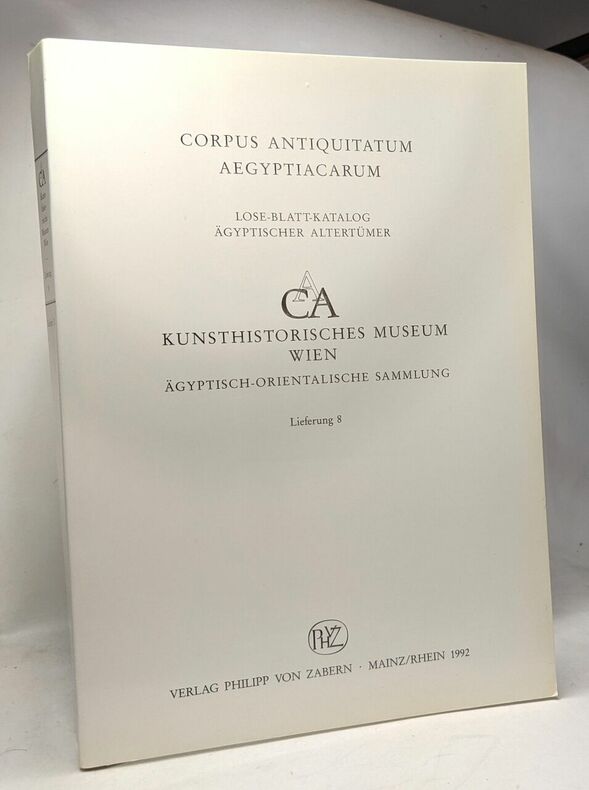 CORPUS ANTIQUITATUM
AEGYPTIACARUM
LOSE-BLATT-KATALOG
ÄGYPTISCHER ALTERTÜMER
CAA
KUNSTHISTORISCHES MUSEUM
WIEN
ÄGYPTISCH-ORIENTALISCHE SAMMLUNG
Lieferung 8
PHVZ
VERLAG PHILIPP VON ZABERN · MAINZ/RHEIN 1992